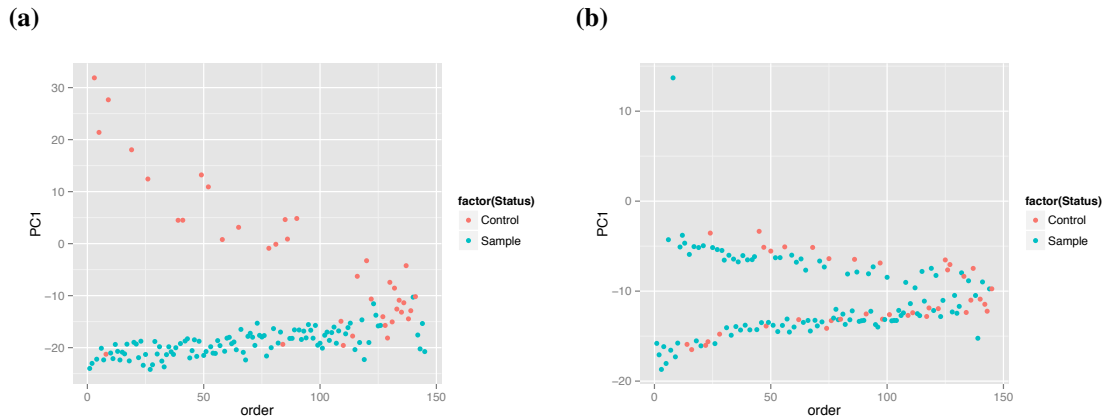 (a)
(b)
30
20
10
0
−10
−20
PC1
0
50
100
150
order
factor(Status)
Control
Sample
10
0
−10
−20
PC1
0
50
100
150
order
factor(Status)
Control
Sample